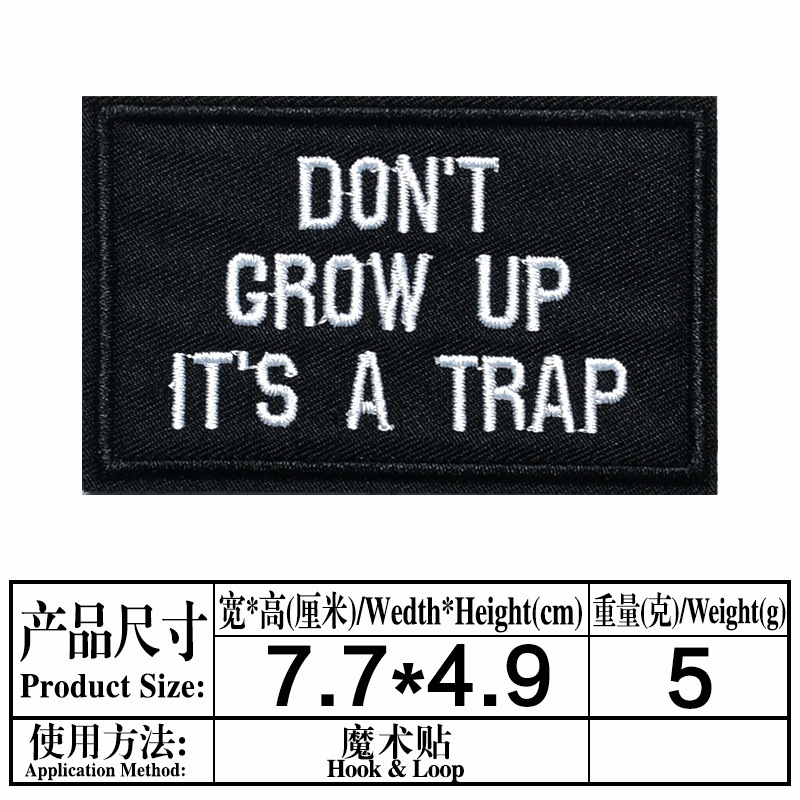 DON'T
GROW UP
IT'S A TRAP
产品尺寸
Product Size:
宽*高(厘米)/Wedth*Height(cm)
重量(克)/Weight(g)
7.7*4.9
5
使用方法:
Application Method:
魔术贴
Hook & Loop